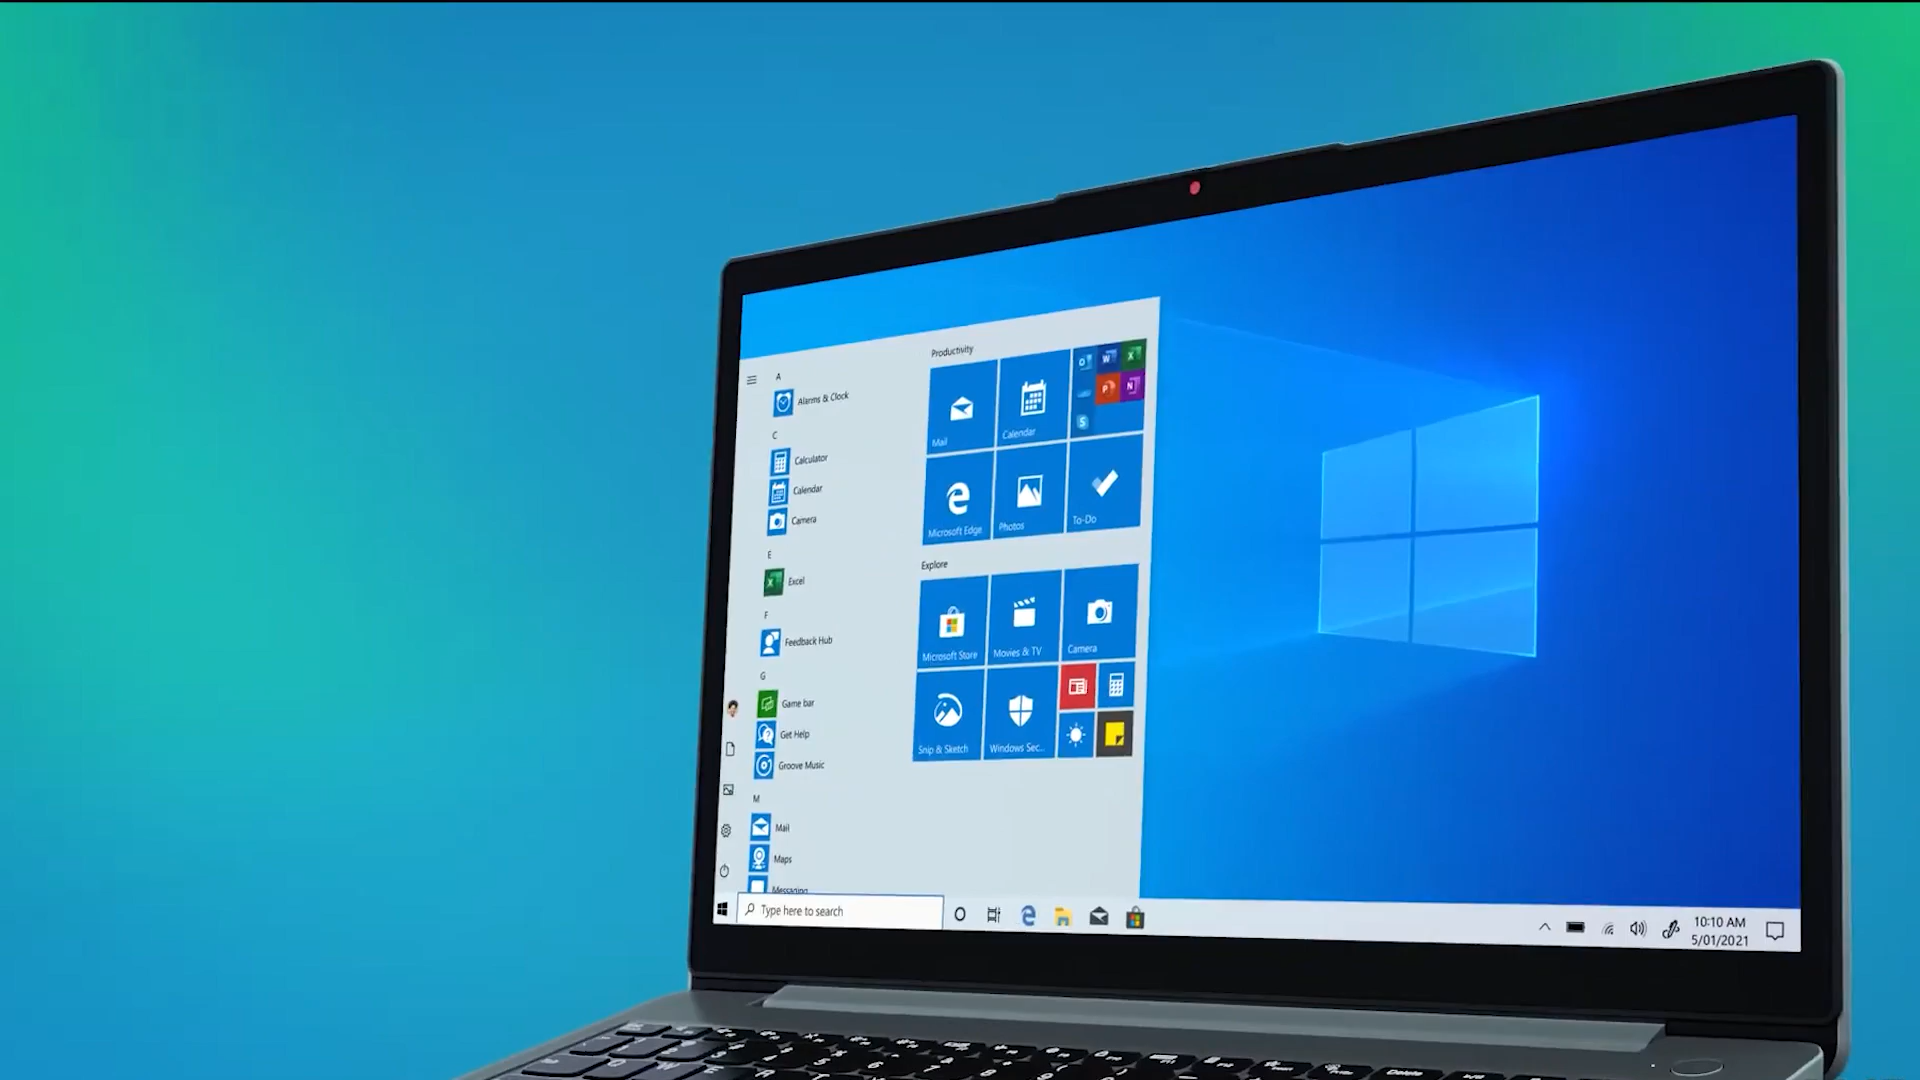 Productivity
A
Alarms & Clock
Mail
Calendar
C
Calculator
Calendar
Camera
Microsoft Edge
Photos
To-Do
E
Excel
Explore
F
Feedback Hub
Microsoft Store
Movies & TV
Camera
G
Game bar
Get Help
Groove Music
Snip & Sketch
Windows Sec...
M
Mail
Maps
Messaging
Type here to search
10:10 AM
5/01/2021
Delete